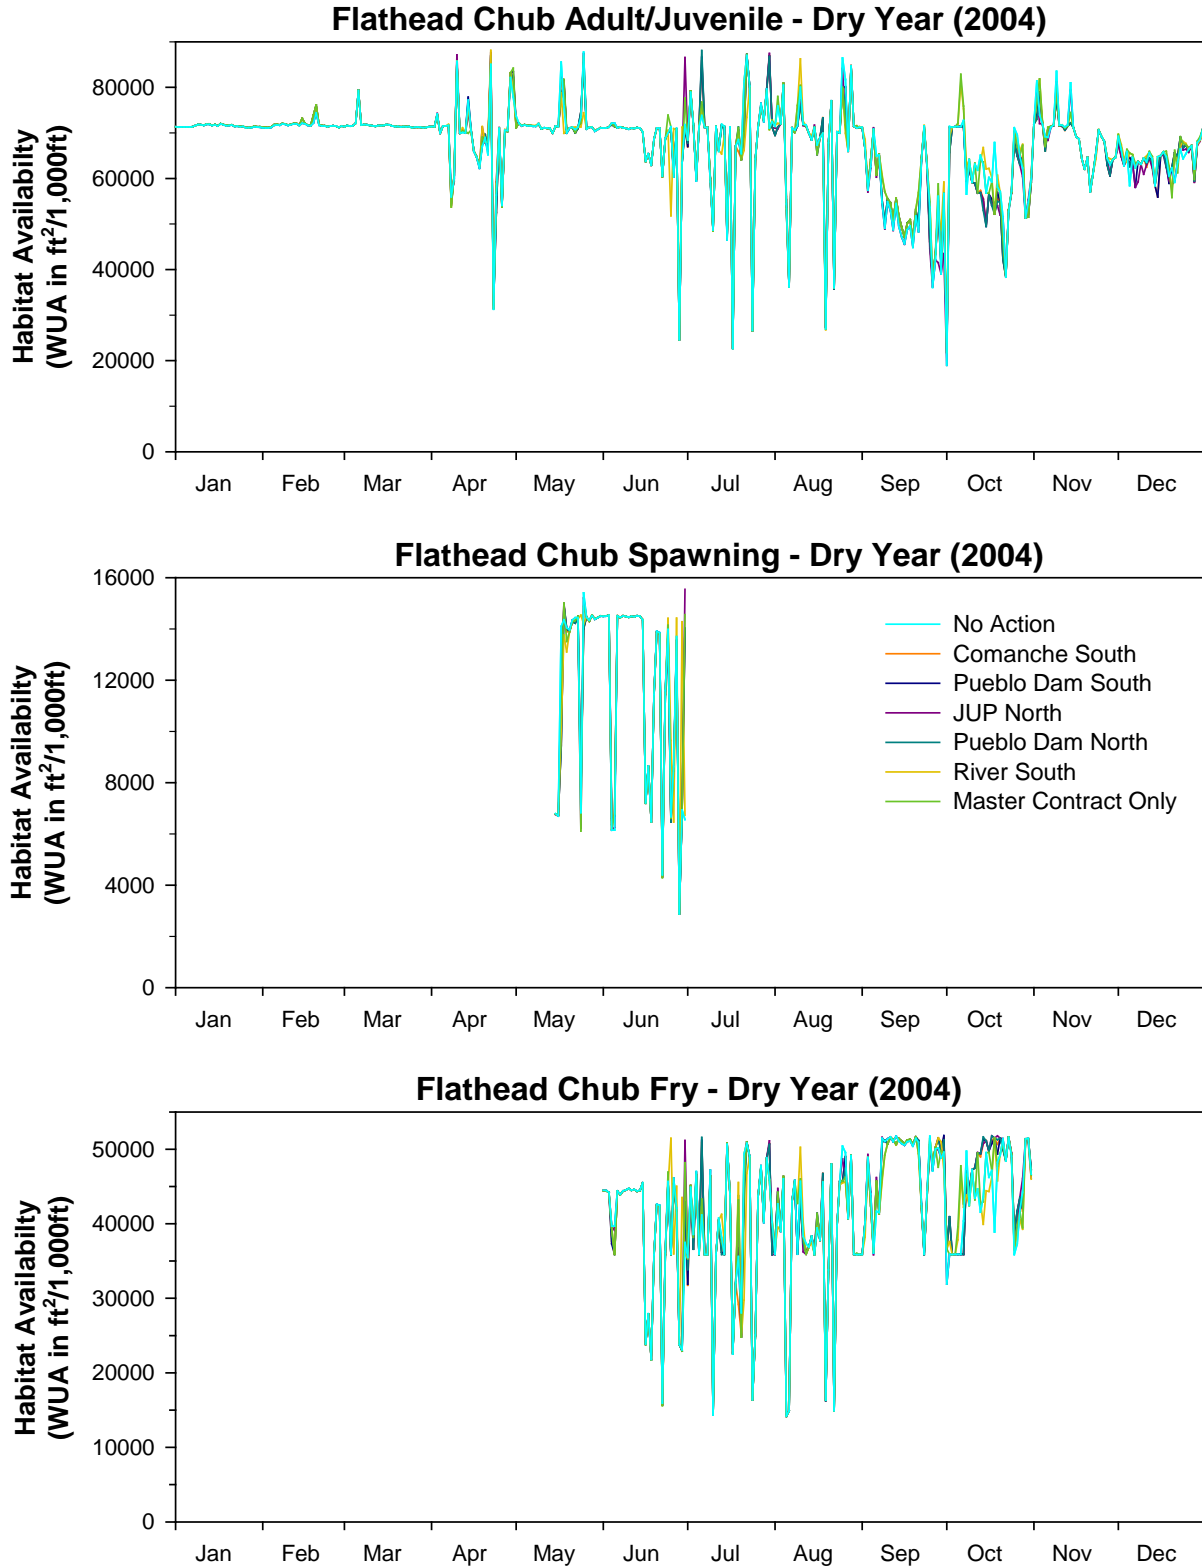 Flathead Chub Adult/Juvenile - Dry Year (2004)
Habitat Availabilty
(WUA in ft²/1,000ft)
80000
60000
40000
20000
0
Jan Feb Mar Apr May Jun Jul Aug Sep Oct Nov Dec
Flathead Chub Spawning - Dry Year (2004)
Habitat Availabilty
(WUA in ft²/1,000ft)
16000
12000
8000
4000
0
No Action
Comanche South
Pueblo Dam South
JUP North
Pueblo Dam North
River South
Master Contract Only
Jan Feb Mar Apr May Jun Jul Aug Sep Oct Nov Dec
Flathead Chub Fry - Dry Year (2004)
Habitat Availabilty
(WUA in ft²/1,000ft)
50000
40000
30000
20000
10000
0
Jan Feb Mar Apr May Jun Jul Aug Sep Oct Nov Dec